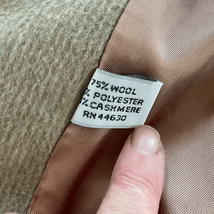 75% WOOL
% POLYESTER
% CASHMERE
RN 44630